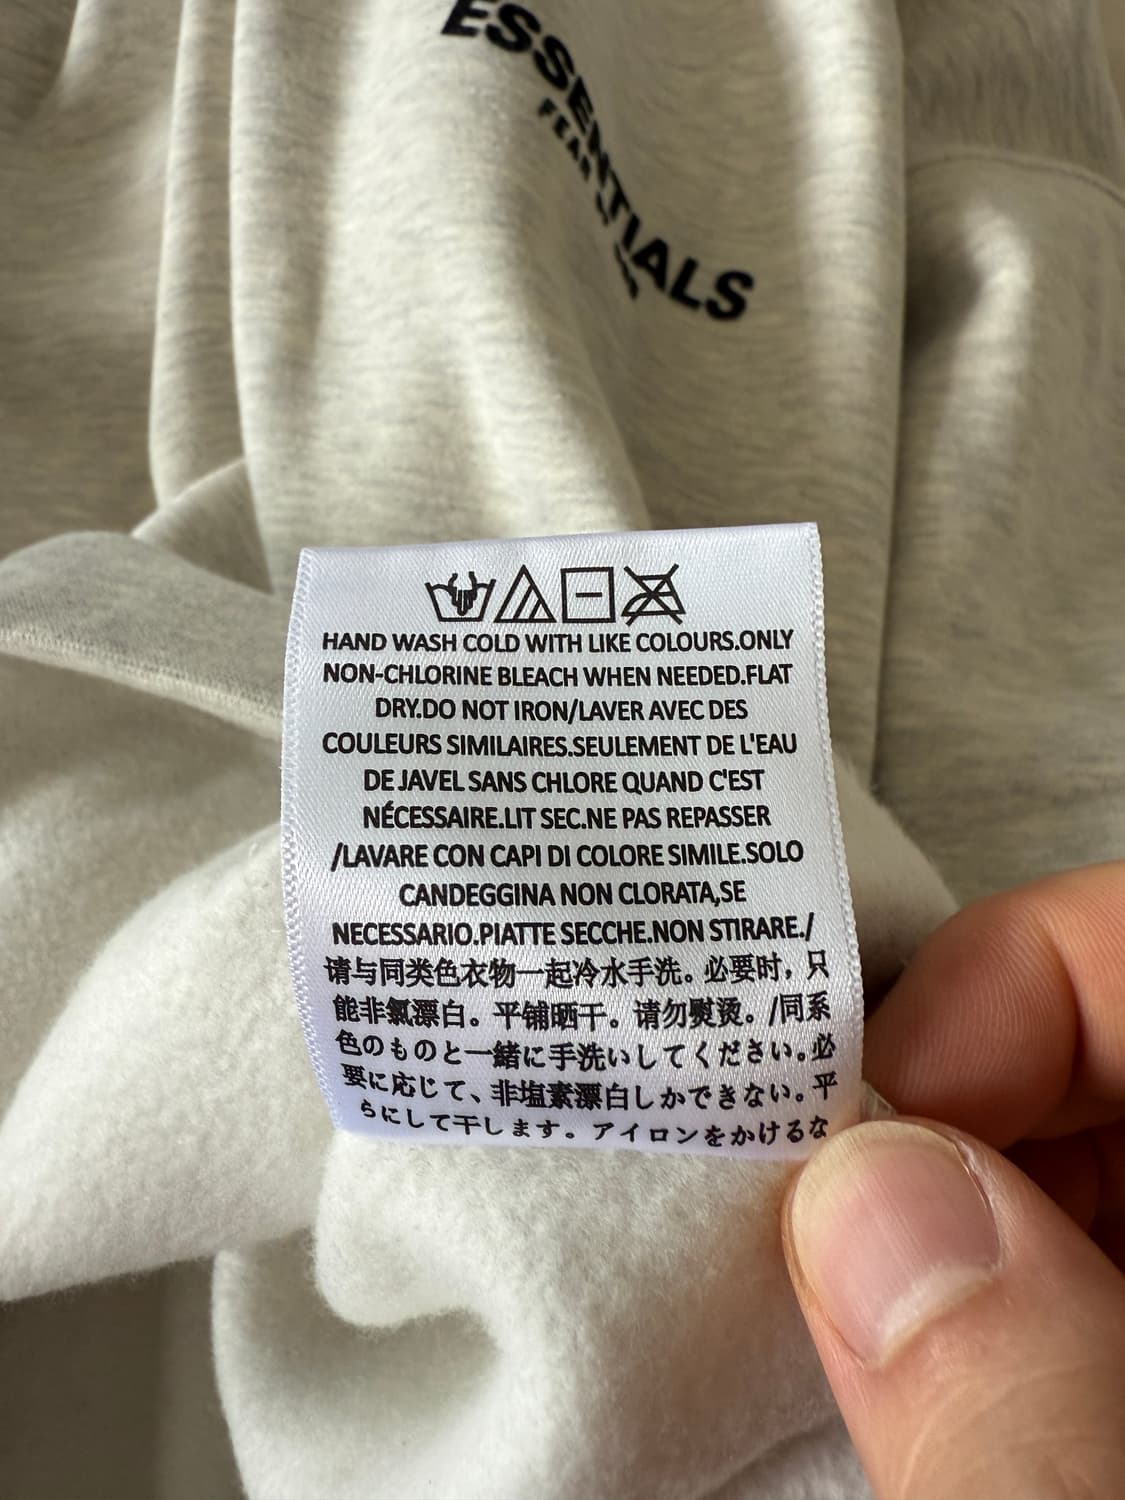 ESSENTIALS
FEAR
HAND WASH COLD WITH LIKE COLOURS.ONLY
NON-CHLORINE BLEACH WHEN NEEDED.FLAT
DRY.DO NOT IRON/LAVER AVEC DES
COULEURS SIMILAIRES.SEULEMENT DE L'EAU
DE JAVEL SANS CHLORE QUAND C'EST
NÉCESSAIRE.LIT SEC.NE PAS REPASSER
/LAVARE CON CAPI DI COLORE SIMILE.SOLO
CANDEGGINA NON CLORATA,SE
NECESSARIO.PIATTE SECCHE.NON STIRARE./
请与同类色衣物一起冷水手洗。必要时，只
能非氯漂白。平铺晒干。请勿熨烫。/同系
色のものと一緒に手洗いしてください。必
要に応じて、非塩素漂白しかできない。平
らにして干します。アイロンをかけるな